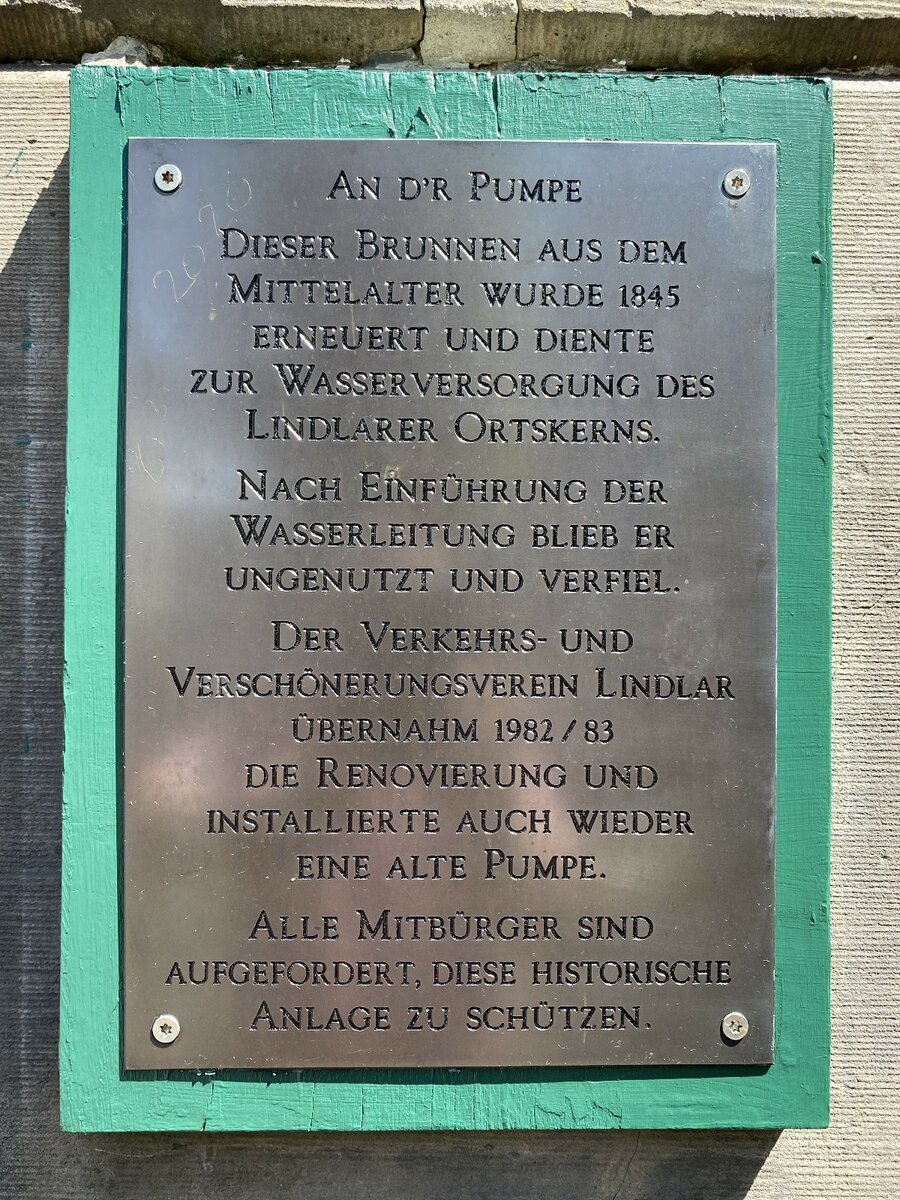 2020
An d'r Pumpe
Dieser Brunnen aus dem
Mittelalter wurde 1845
erneuert und diente
zur Wasserversorgung des
Lindlarer Ortskerns.
Nach Einführung der
Wasserleitung blieb er
ungenutzt und verfiel.
Der Verkehrs- und
Verschönerungsverein Lindlar
übernahm 1982/83
die Renovierung und
installierte auch wieder
eine alte Pumpe.
Alle Mitbürger sind
aufgefordert, diese historische
Anlage zu schützen.